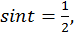 sint = 1/2,